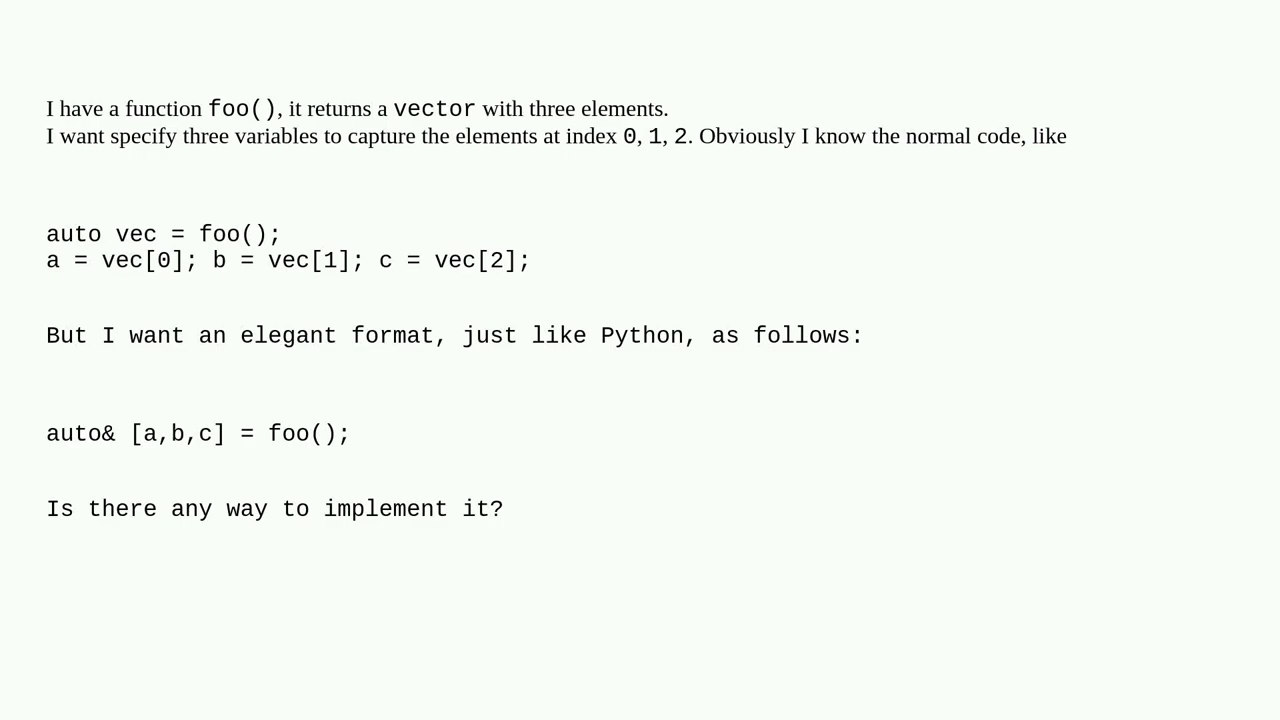 I have a function foo(), it returns a vector with three elements.
I want specify three variables to capture the elements at index 0, 1, 2. Obviously I know the normal code, like
auto vec = foo();
a = vec[0]; b = vec[1]; c = vec[2];
But I want an elegant format, just like Python, as follows:
auto& [a,b,c] = foo();
Is there any way to implement it?